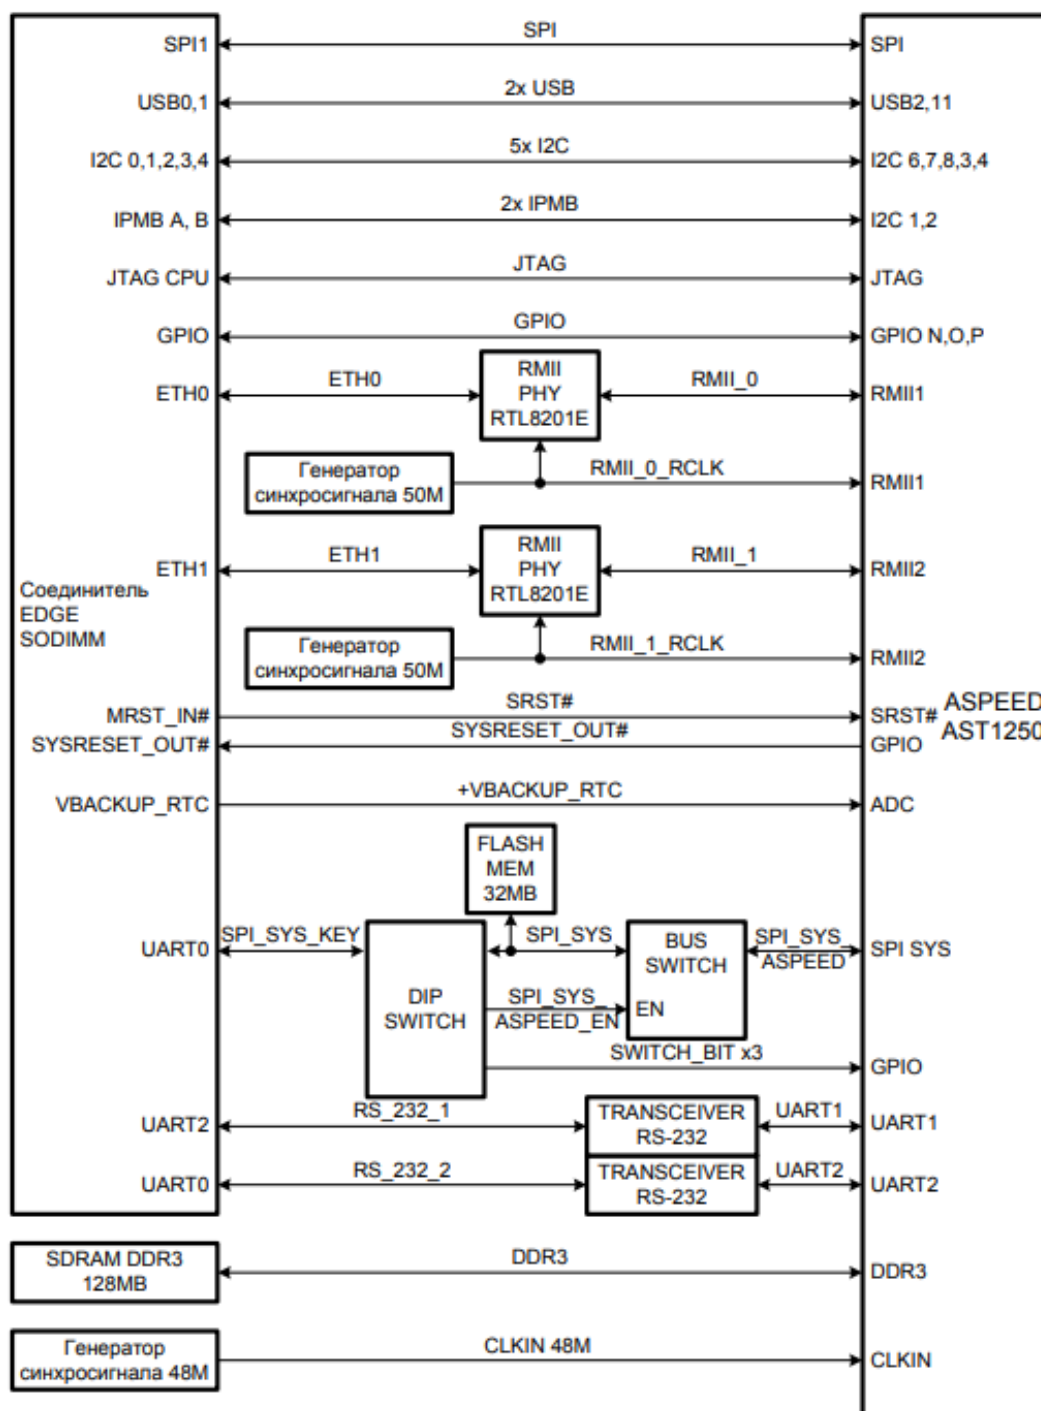 SPI1
SPI
SPI
USB0,1
2x USB
USB2,11
I2C 0,1,2,3,4
5x I2C
I2C 6,7,8,3,4
IPMB A, B
2x IPMB
I2C 1,2
JTAG CPU
JTAG
JTAG
GPIO
GPIO
GPIO N,O,P
ETH0
ETH0
RMII
PHY
RTL8201E
RMII_0
RMII1
Генератор
синхросигнала 50M
RMII_0_RCLK
RMII1
ETH1
ETH1
RMII
PHY
RTL8201E
RMII_1
RMII2
Соединитель
EDGE
SODIMM
Генератор
синхросигнала 50M
RMII_1_RCLK
RMII2
MRST_IN#
SRST#
SRST#
ASPEED
AST1250
SYSRESET_OUT#
SYSRESET_OUT#
GPIO
VBACKUP_RTC
+VBACKUP_RTC
ADC
FLASH
MEM
32MB
UART0
SPI_SYS_KEY
DIP
SWITCH
SPI_SYS
BUS
SWITCH
EN
SPI_SYS_
ASPEED
SPI SYS
SPI_SYS_
ASPEED_EN
SWITCH_BIT x3
GPIO
UART2
RS_232_1
TRANSCEIVER
RS-232
UART1
UART1
UART0
RS_232_2
TRANSCEIVER
RS-232
UART2
UART2
SDRAM DDR3
128MB
DDR3
DDR3
Генератор
синхросигнала 48M
CLKIN 48M
CLKIN